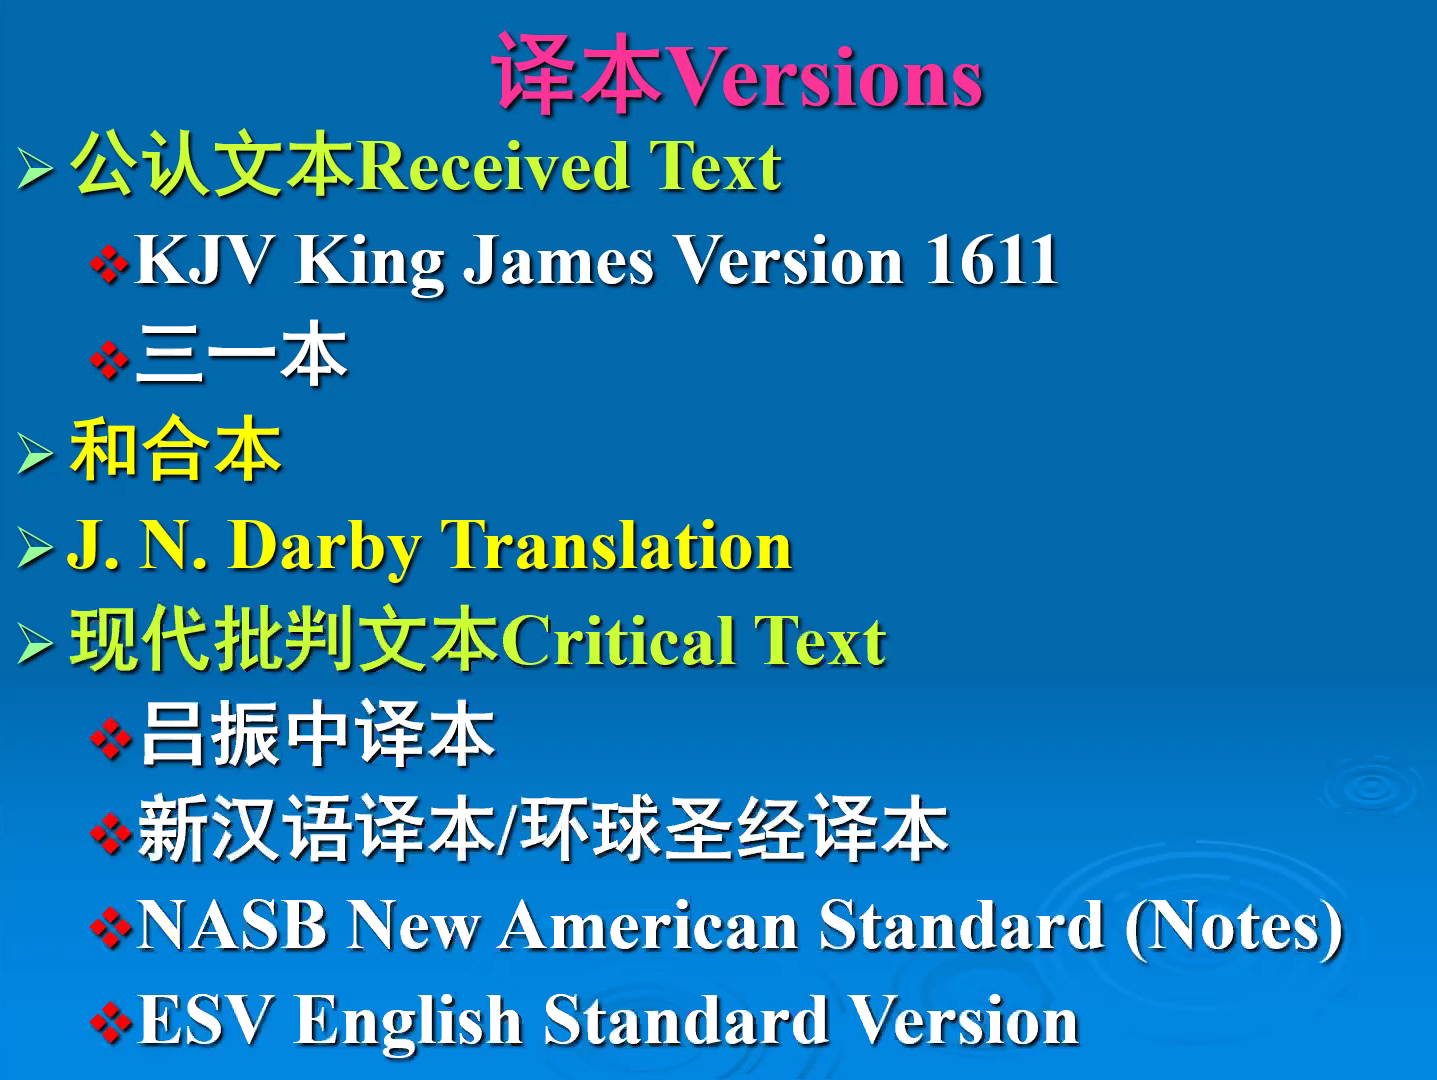 译本Versions
公认文本Received Text
KJV King James Version 1611
三一本
和合本
J. N. Darby Translation
现代批判文本Critical Text
吕振中译本
新汉语译本/环球圣经译本
NASB New American Standard (Notes)
ESV English Standard Version